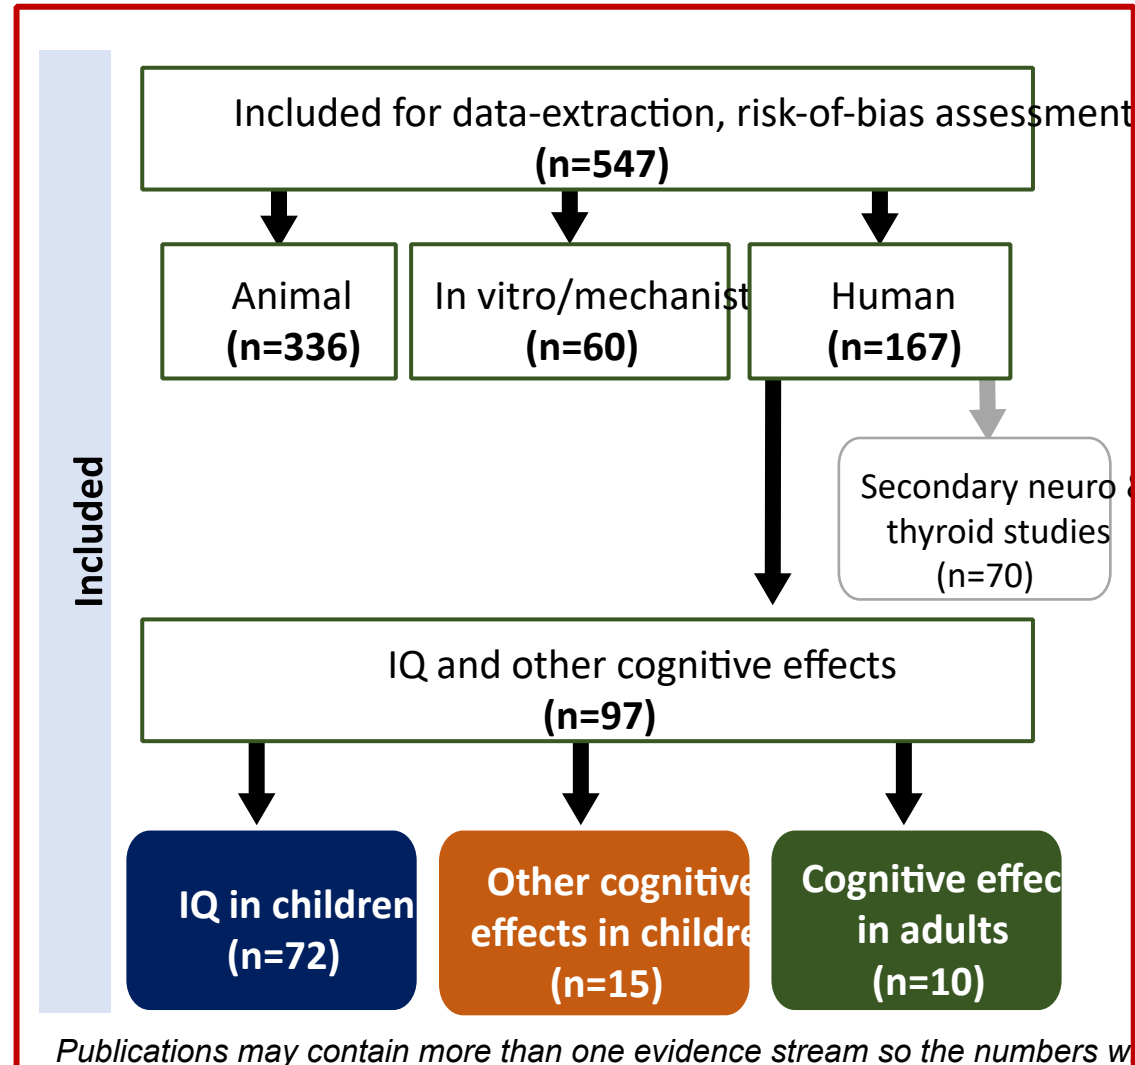 Included for data-extraction, risk-of-bias assessment
(n=547)
Animal
(n=336)
In vitro/mechanist
(n=60)
Human
(n=167)
Included
Secondary neuro &
thyroid studies
(n=70)
IQ and other cognitive effects
(n=97)
IQ in children
(n=72)
Other cognitive
effects in childre
(n=15)
Cognitive effec
in adults
(n=10)
Publications may contain more than one evidence stream so the numbers w